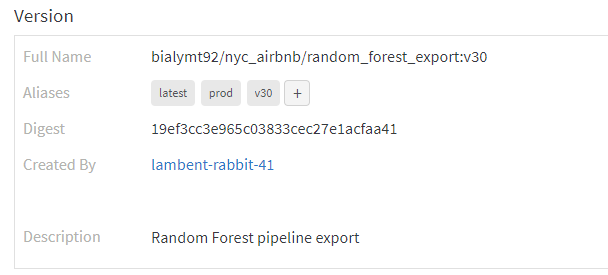 Version
Full Name bialymt92/nyc_airbnb/random_forest_export:v30
Aliases latest prod v30 +
Digest 19ef3cc3e965c03833cec27e1acfaa41
Created By lambent-rabbit-41
Description Random Forest pipeline export